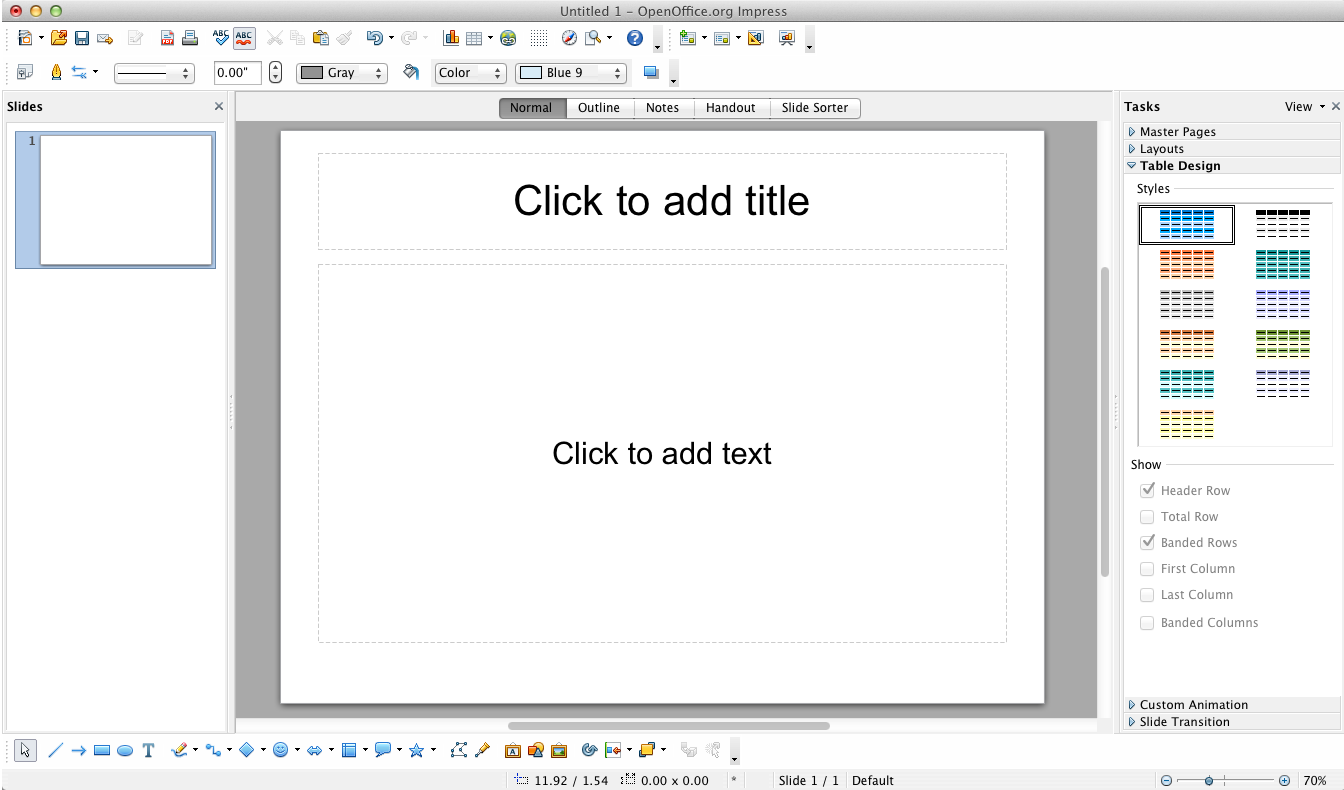 Untitled 1 – OpenOffice.org Impress
ABC ABC
0.00" Gray Color Blue 9
Slides
Normal Outline Notes Handout Slide Sorter
Tasks View
1
Click to add title
Click to add text
Master Pages
Layouts
Table Design
Styles
Show
Header Row
Total Row
Banded Rows
First Column
Last Column
Banded Columns
Custom Animation
Slide Transition
T A
11.92 / 1.54 0.00 x 0.00 * Slide 1 / 1 Default 70%